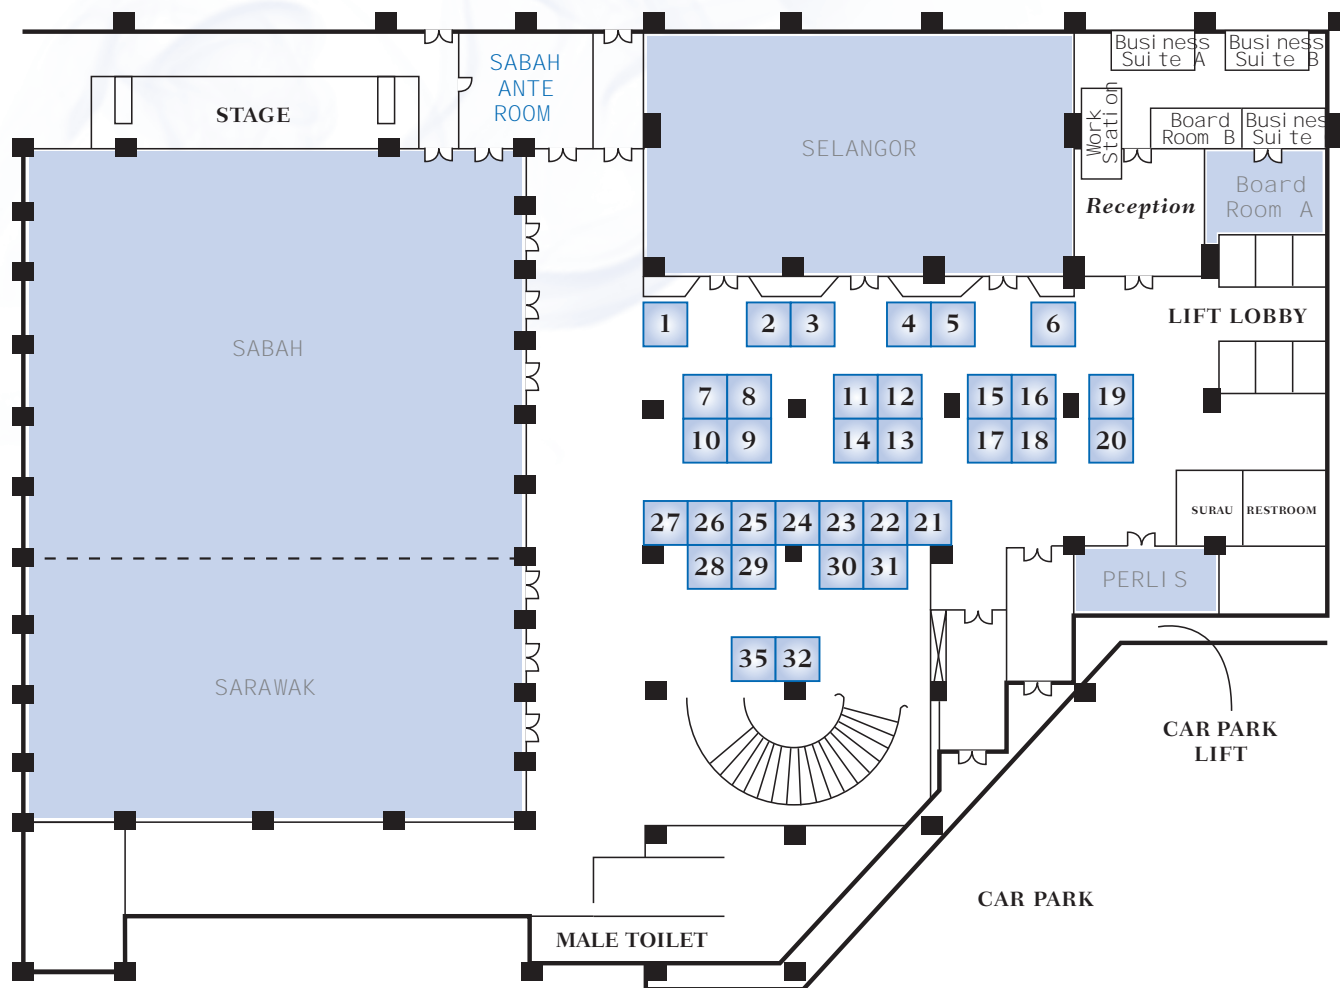 Business
Suite A
Business
Suite B
SABAH
ANTE
ROOM
STAGE
Work
Station
Board
Room B
Business
Suite
SELANGOR
Board
Room A
Reception
LIFT LOBBY
SABAH
1 2 3 4 5 6
7 8 11 12 15 16 19
10 9 14 13 17 18 20
27 26 25 24 23 22 21
SURAU RESTROOM
28 29 30 31
PERLIS
35 32
SARAWAK
CAR PARK
LIFT
CAR PARK
MALE TOILET